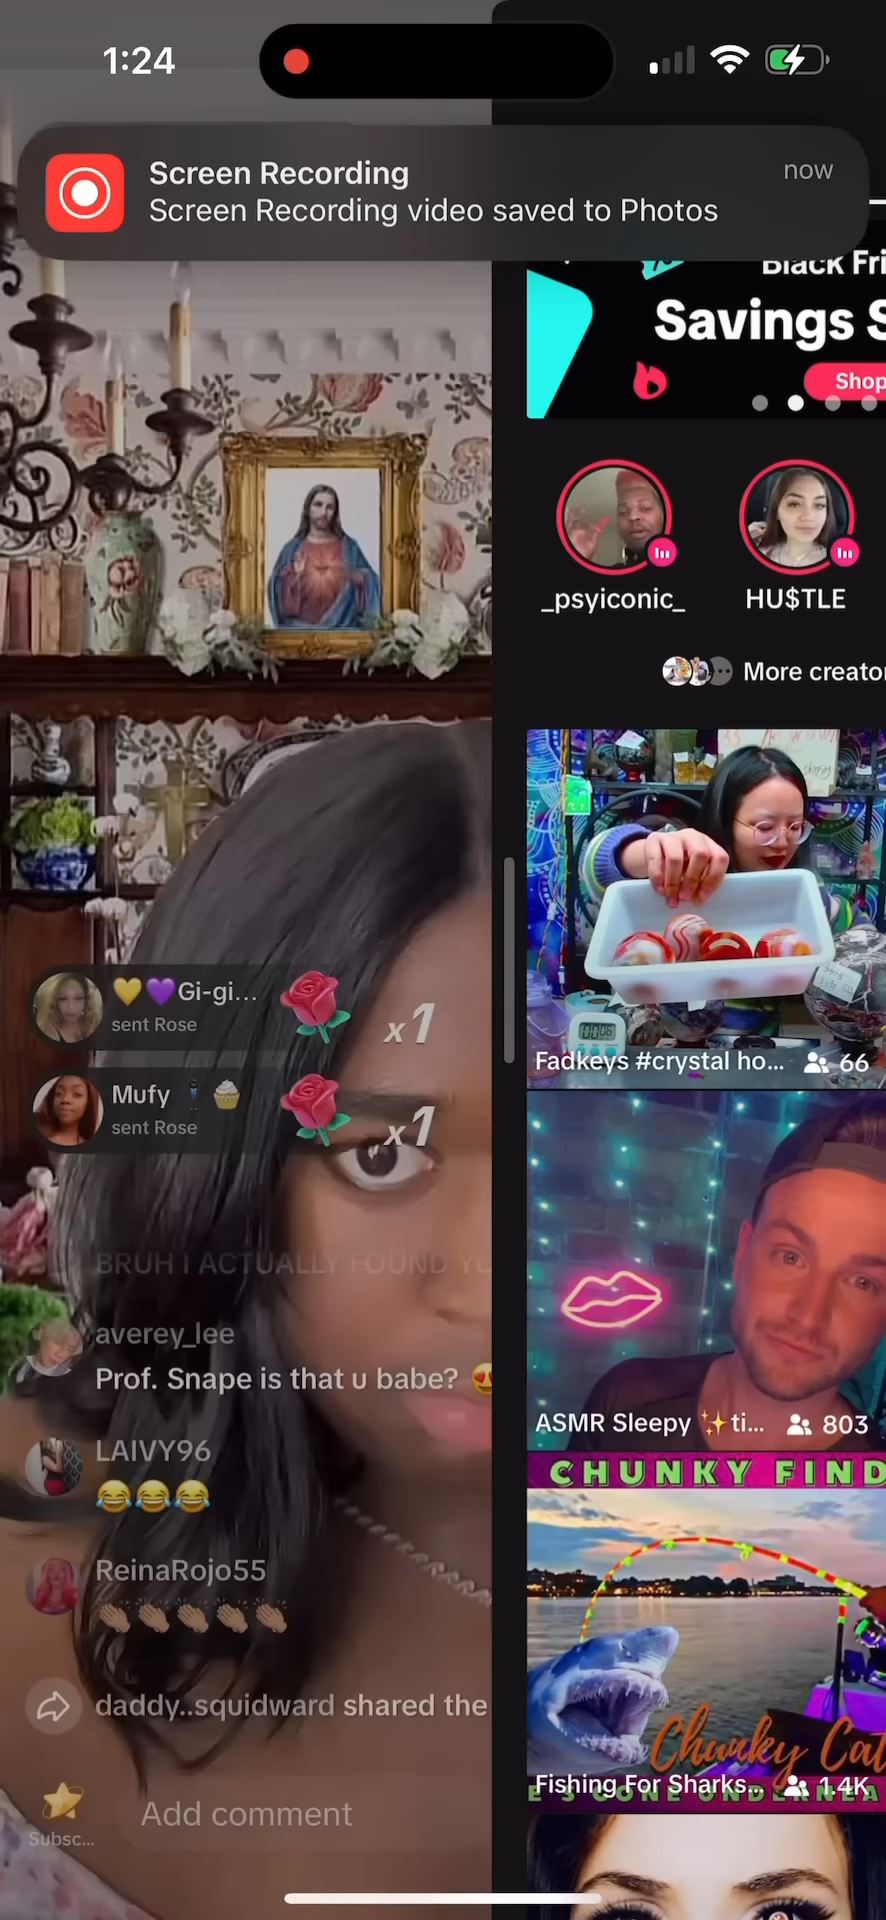 1:24
Screen Recording
now
Screen Recording video saved to Photos
Black Fri
Savings S
Shop
_psyiconic_
HU$TLE
More creator
Fadkeys #crystal ho... 66
💛💜Gi-gi...
sent Rose
x1
Mufy 🕴🏿🧁
sent Rose
x1
BRUH I ACTUALLY FOUND YO
averey_lee
Prof. Snape is that u babe? 😍
LAIVY96
😂😂😂
ReinaRojo55
👏🏼👏🏼👏🏼👏🏼👏🏼
daddy..squidward shared the
Subsc...
Add comment
ASMR Sleepy ✨ti... 803
CHUNKY FIND
Chunky Cat
Fishing For Sharks... 1.4K